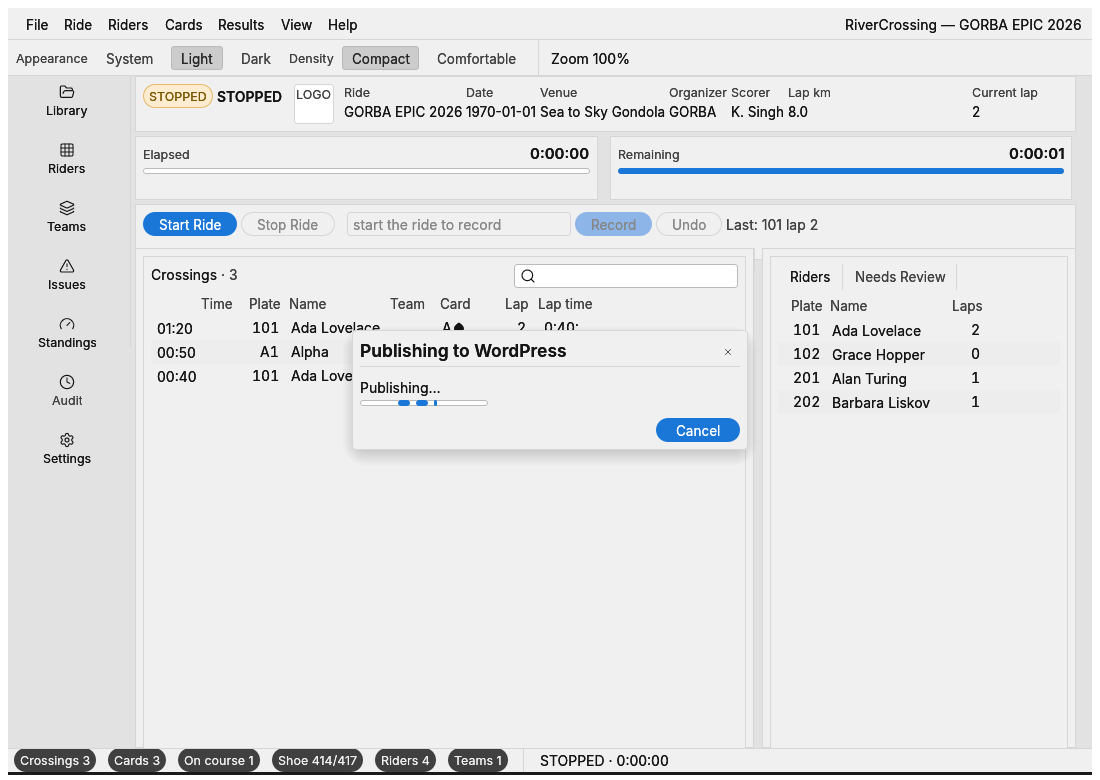 File Ride Riders Cards Results View Help RiverCrossing — GORBA EPIC 2026
Appearance System Light Dark Density Compact Comfortable Zoom 100%
Library
Riders
Teams
Issues
Standings
Audit
Settings
STOPPED STOPPED LOGO
Ride Date Venue Organizer Scorer Lap km Current lap
GORBA EPIC 2026 1970-01-01 Sea to Sky Gondola GORBA K. Singh 8.0 2
Elapsed 0:00:00 Remaining 0:00:01
Start Ride Stop Ride start the ride to record Record Undo Last: 101 lap 2
Crossings · 3
Time Plate Name Team Card Lap Lap time
01:20 101 Ada Lovelace A 2 0:40:
00:50 A1 Alpha
00:40 101 Ada Love
Publishing to WordPress ×
Publishing...
Cancel
Riders Needs Review
Plate Name Laps
101 Ada Lovelace 2
102 Grace Hopper 0
201 Alan Turing 1
202 Barbara Liskov 1
Crossings 3 Cards 3 On course 1 Shoe 414/417 Riders 4 Teams 1 STOPPED · 0:00:00